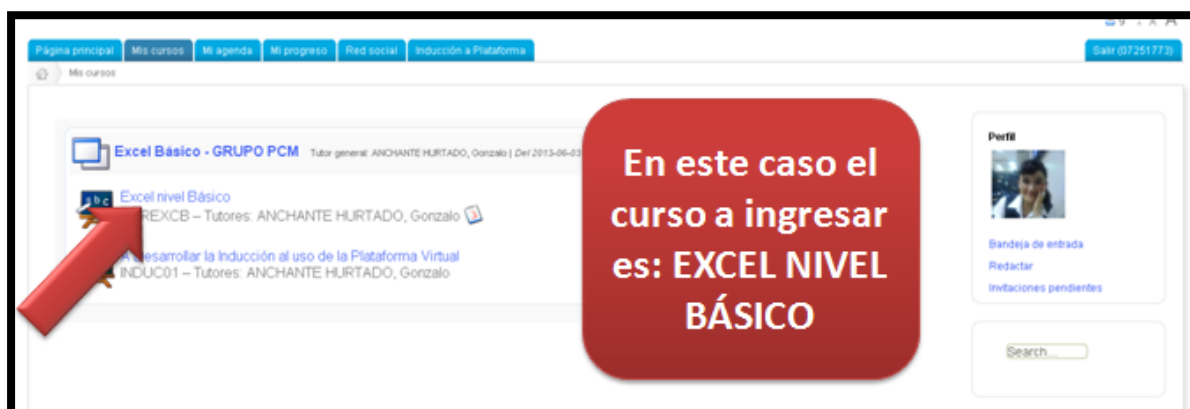 Página principal Mis cursos Mi agenda Mi progreso Red social Inducción a Plataforma Salir (07251773)
Mis cursos
Excel Básico - GRUPO PCM Tutor general: ANCHANTE HURTADO, Gonzalo | Del 2013-06-03
Excel nivel Básico
REXCB – Tutores: ANCHANTE HURTADO, Gonzalo
Desarrollar la Inducción al uso de la Plataforma Virtual
INDUC01 – Tutores: ANCHANTE HURTADO, Gonzalo
En este caso el
curso a ingresar
es: EXCEL NIVEL
BÁSICO
Perfil
Bandeja de entrada
Redactar
Invitaciones pendientes
Search...